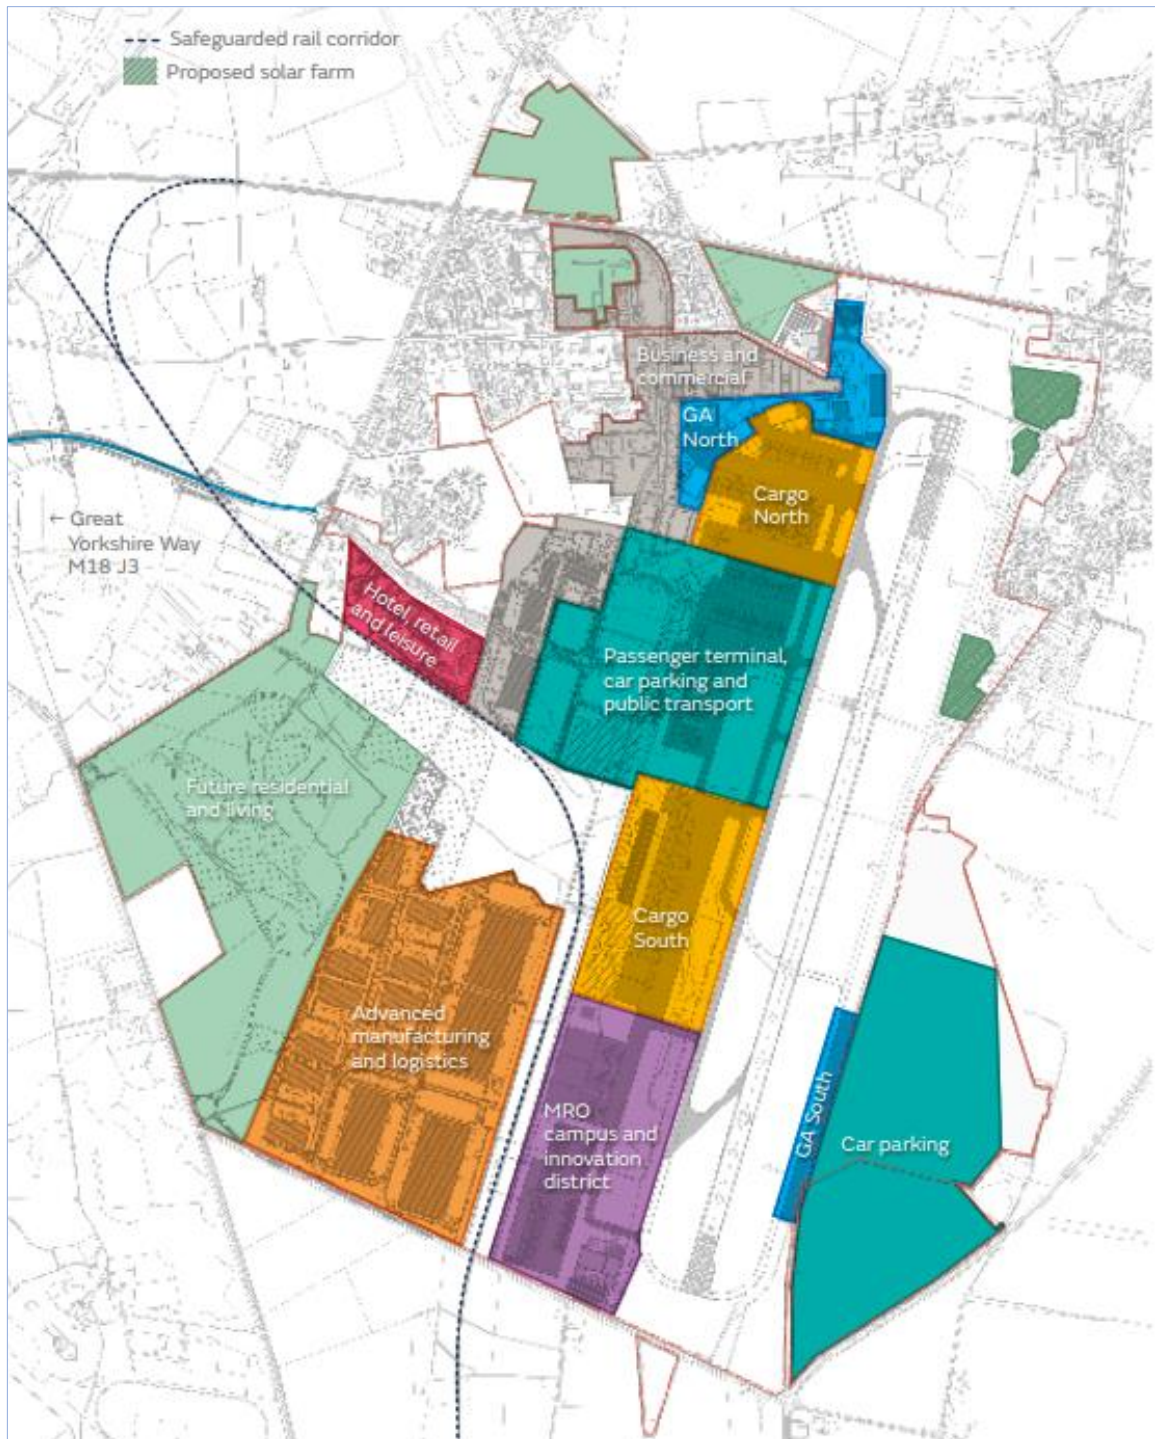 Safeguarded rail corridor
Proposed solar farm
Business and
commercial
GA
North
Cargo
North
← Great
Yorkshire Way
M18 J3
Hotel, retail
and leisure
Passenger terminal,
car parking and
public transport
Future residential
and living
Cargo
South
Advanced
manufacturing
and logistics
MRO
campus and
innovation
district
GA South
Car parking